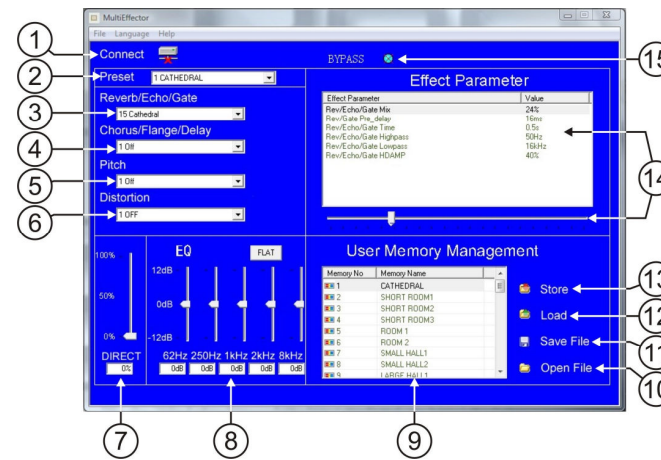 MultiEffector
File Language Help
1
Connect
BYPASS
15
2
Preset
1 CATHEDRAL
Effect Parameter
3
Reverb/Echo/Gate
15 Cathedral
Effect Parameter Value
Rev/Echo/Gate Mix 24%
Rev/Gate Pre_delay 16ms
Rev/Echo/Gate Time 0.5s
Rev/Echo/Gate Highpass 50Hz
Rev/Echo/Gate Lowpass 16kHz
Rev/Echo/Gate HDAMP 40%
4
Chorus/Flange/Delay
1 Off
5
Pitch
1 Off
14
6
Distortion
1 OFF
100%
50%
0%
DIRECT
0%
EQ
FLAT
12dB
0dB
-12dB
62Hz 250Hz 1kHz 2kHz 8kHz
0dB 0dB 0dB 0dB 0dB
User Memory Management
Memory No Memory Name
1 CATHEDRAL
2 SHORT ROOM1
3 SHORT ROOM2
4 SHORT ROOM3
5 ROOM 1
6 ROOM 2
7 SMALL HALL1
8 SMALL HALL2
9 LARGE HALL1
Store
13
Load
12
Save File
11
Open File
10
7
8
9